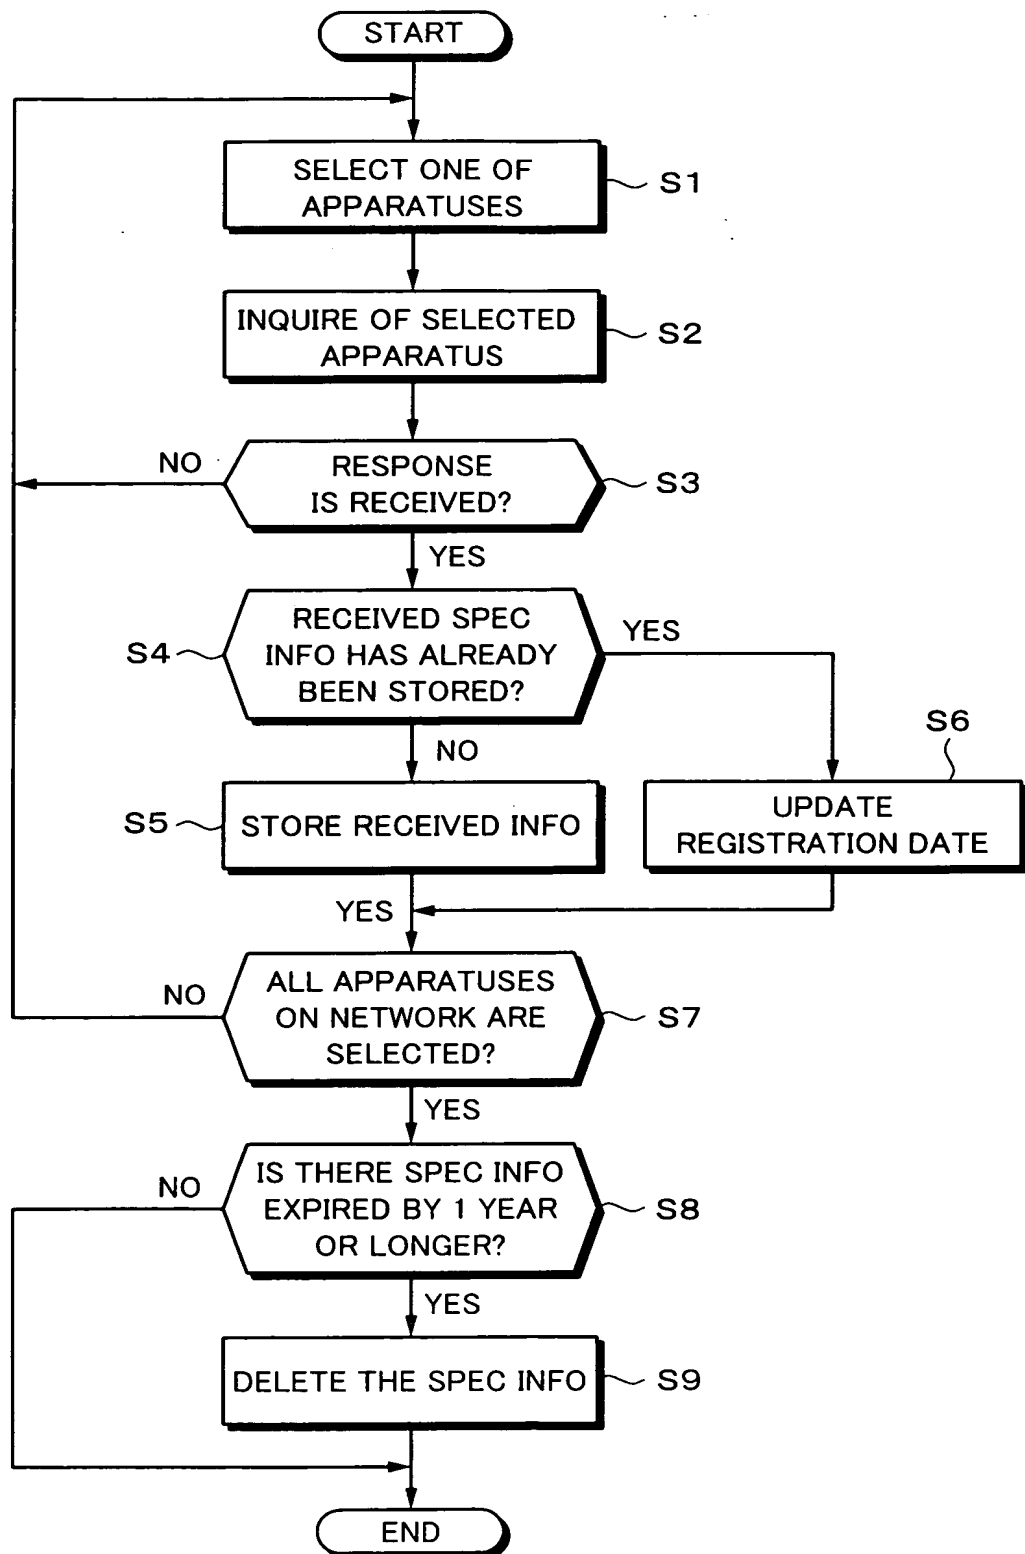 START
SELECT ONE OF
APPARATUSES
S1
INQUIRE OF SELECTED
APPARATUS
S2
NO
RESPONSE
IS RECEIVED?
S3
YES
S4
RECEIVED SPEC
INFO HAS ALREADY
BEEN STORED?
YES
NO
S6
S5
STORE RECEIVED INFO
UPDATE
REGISTRATION DATE
YES
NO
ALL APPARATUSES
ON NETWORK ARE
SELECTED?
S7
YES
NO
IS THERE SPEC INFO
EXPIRED BY 1 YEAR
OR LONGER?
S8
YES
DELETE THE SPEC INFO
S9
END